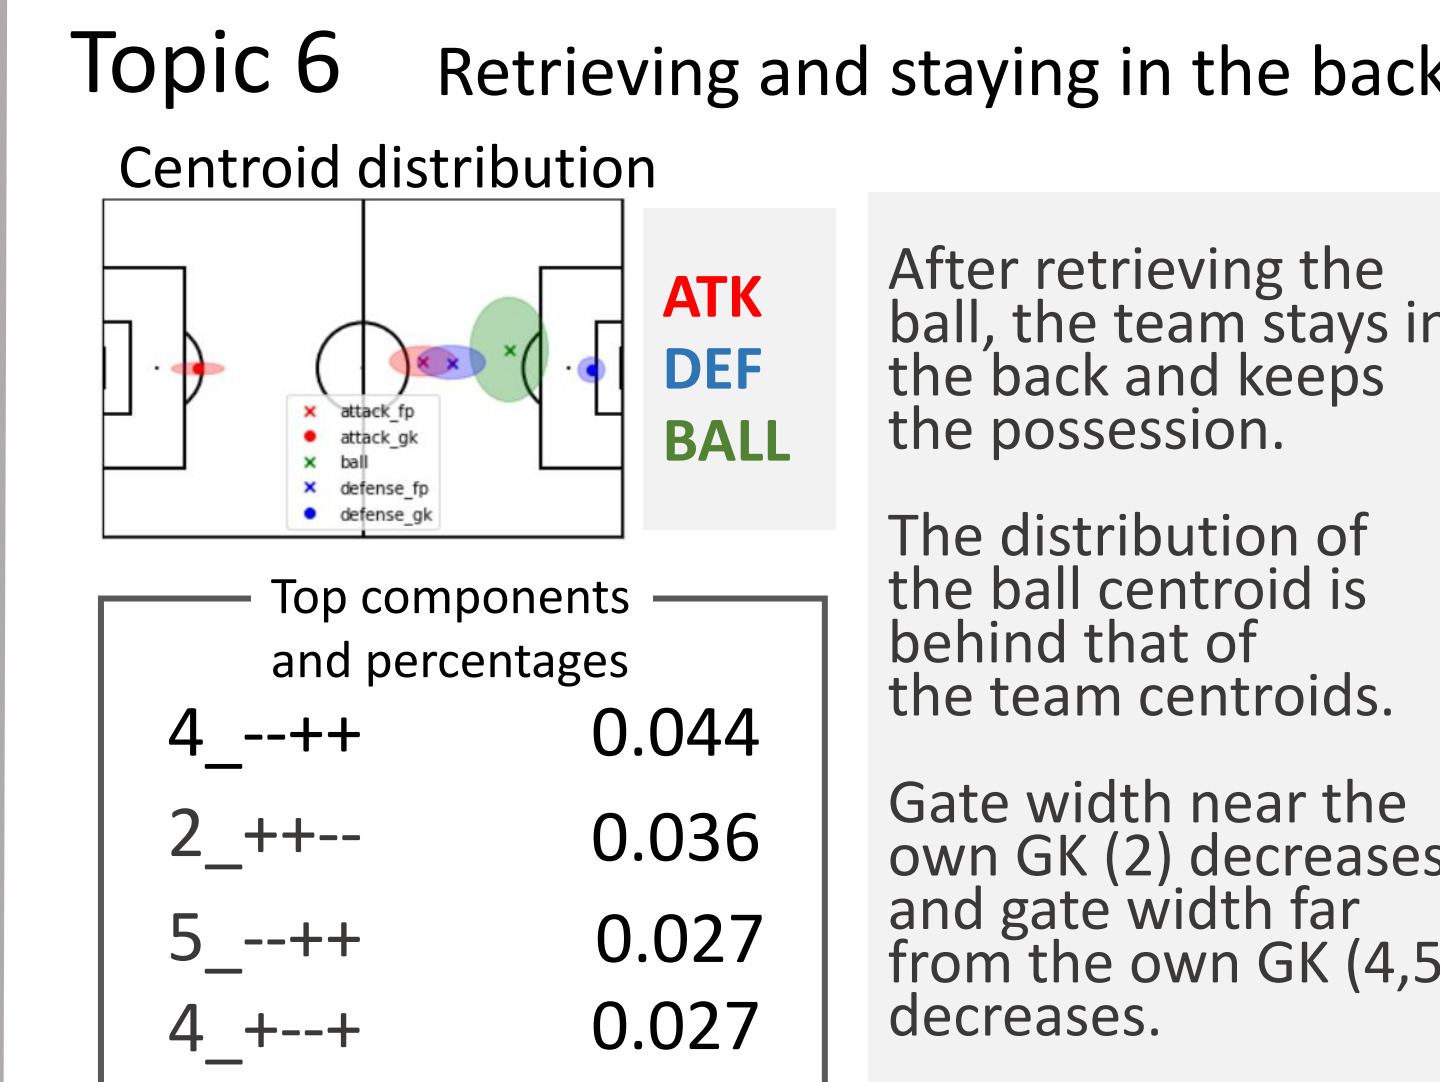 Topic 6
Retrieving and staying in the back
Centroid distribution
attack_fp
attack_gk
ball
defense_fp
defense_gk
ATK
DEF
BALL
After retrieving the
ball, the team stays in
the back and keeps
the possession.
The distribution of
the ball centroid is
behind that of
the team centroids.
Gate width near the
own GK (2) decreases
and gate width far
from the own GK (4,5
decreases.
Top components
and percentages
4_--++ 0.044
2_++-- 0.036
5_--++ 0.027
4_+--+ 0.027